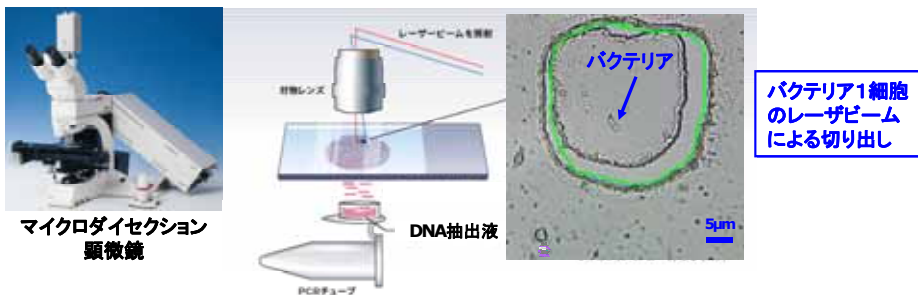 マイクロダイセクション
顕微鏡
レーザービームを照射
対物レンズ
DNA抽出液
PCRチューブ
バクテリア
5µm
バクテリア1細胞
のレーザビーム
による切り出し